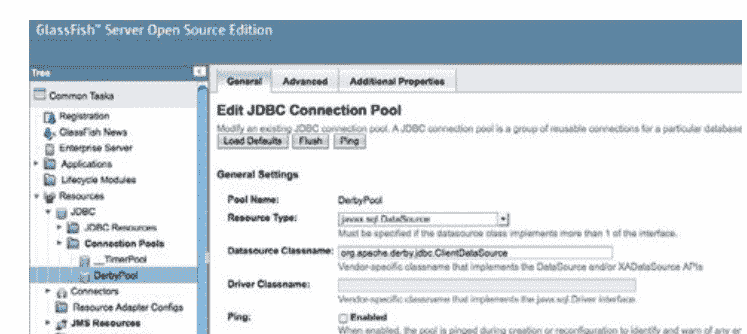 GlassFish™ Server Open Source Edition
Tree
Common Tasks
Registration
GlassFish News
Enterprise Server
Applications
Lifecycle Modules
Resources
JDBC
JDBC Resources
Connection Pools
__TimerPool
DerbyPool
Connectors
Resource Adapter Configs
JMS Resources
General Advanced Additional Properties
Edit JDBC Connection Pool
Modify an existing JDBC connection pool. A JDBC connection pool is a group of reusable connections for a particular database
Load Defaults Flush Ping
General Settings
Pool Name: DerbyPool
Resource Type: javax.sql.DataSource
Must be specified if the datasource class implements more than 1 of the interface.
Datasource Classname: org.apache.derby.jdbc.ClientDataSource
Vendor-specific classname that implements the DataSource and/or XADataSource APIs
Driver Classname:
Vendor-specific classname that implements the java.sql.Driver interface.
Ping: Enabled
When enabled, the pool is pinged during creation or reconfiguration to identify and warn of any